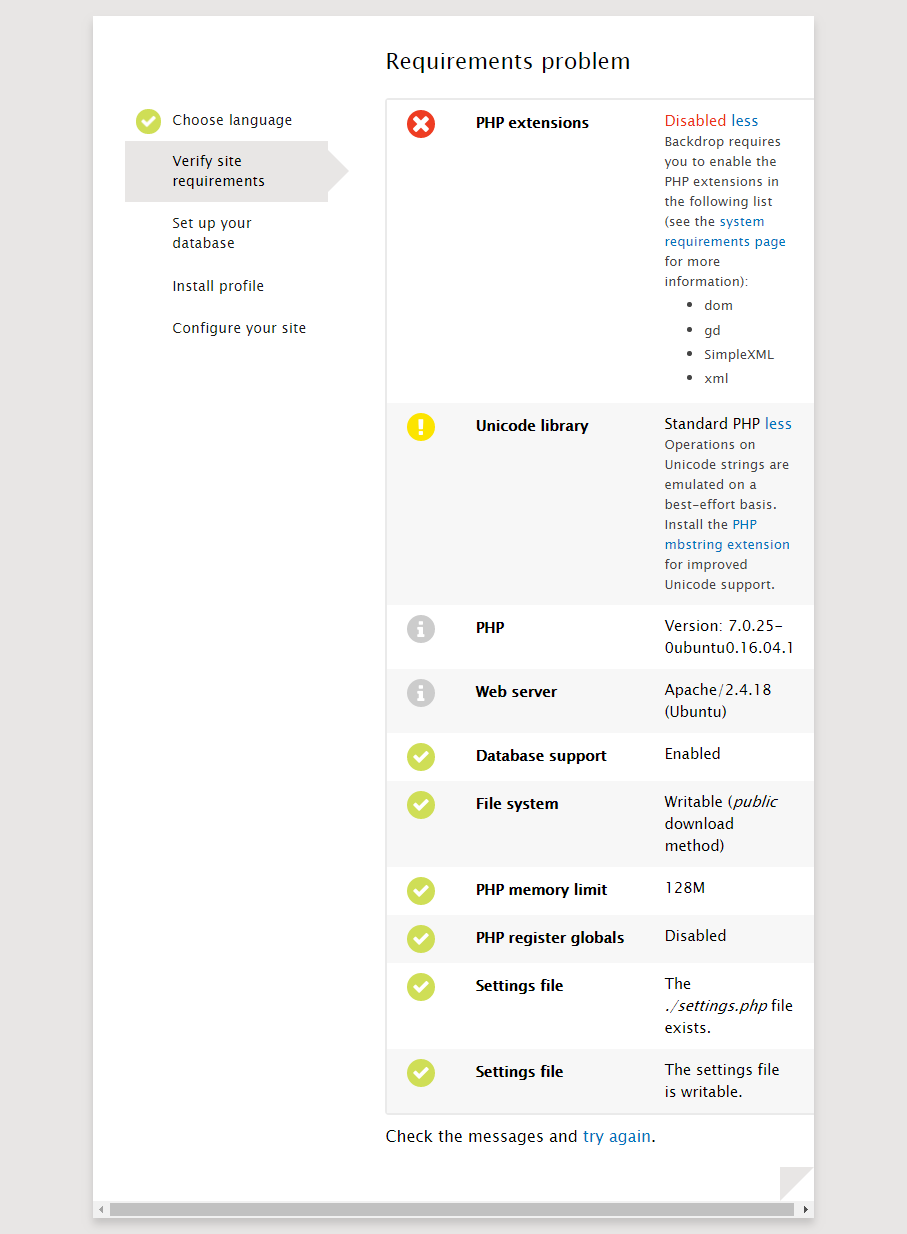 Requirements problem
Choose language
Verify site
requirements
Set up your
database
Install profile
Configure your site
PHP extensions
Disabled less
Backdrop requires
you to enable the
PHP extensions in
the following list
(see the system
requirements page
for more
information):
dom
gd
SimpleXML
xml
Unicode library
Standard PHP less
Operations on
Unicode strings are
emulated on a
best-effort basis.
Install the PHP
mbstring extension
for improved
Unicode support.
PHP
Version: 7.0.25-
0ubuntu0.16.04.1
Web server
Apache/2.4.18
(Ubuntu)
Database support
Enabled
File system
Writable (public
download
method)
PHP memory limit
128M
PHP register globals
Disabled
Settings file
The
./settings.php file
exists.
Settings file
The settings file
is writable.
Check the messages and try again.